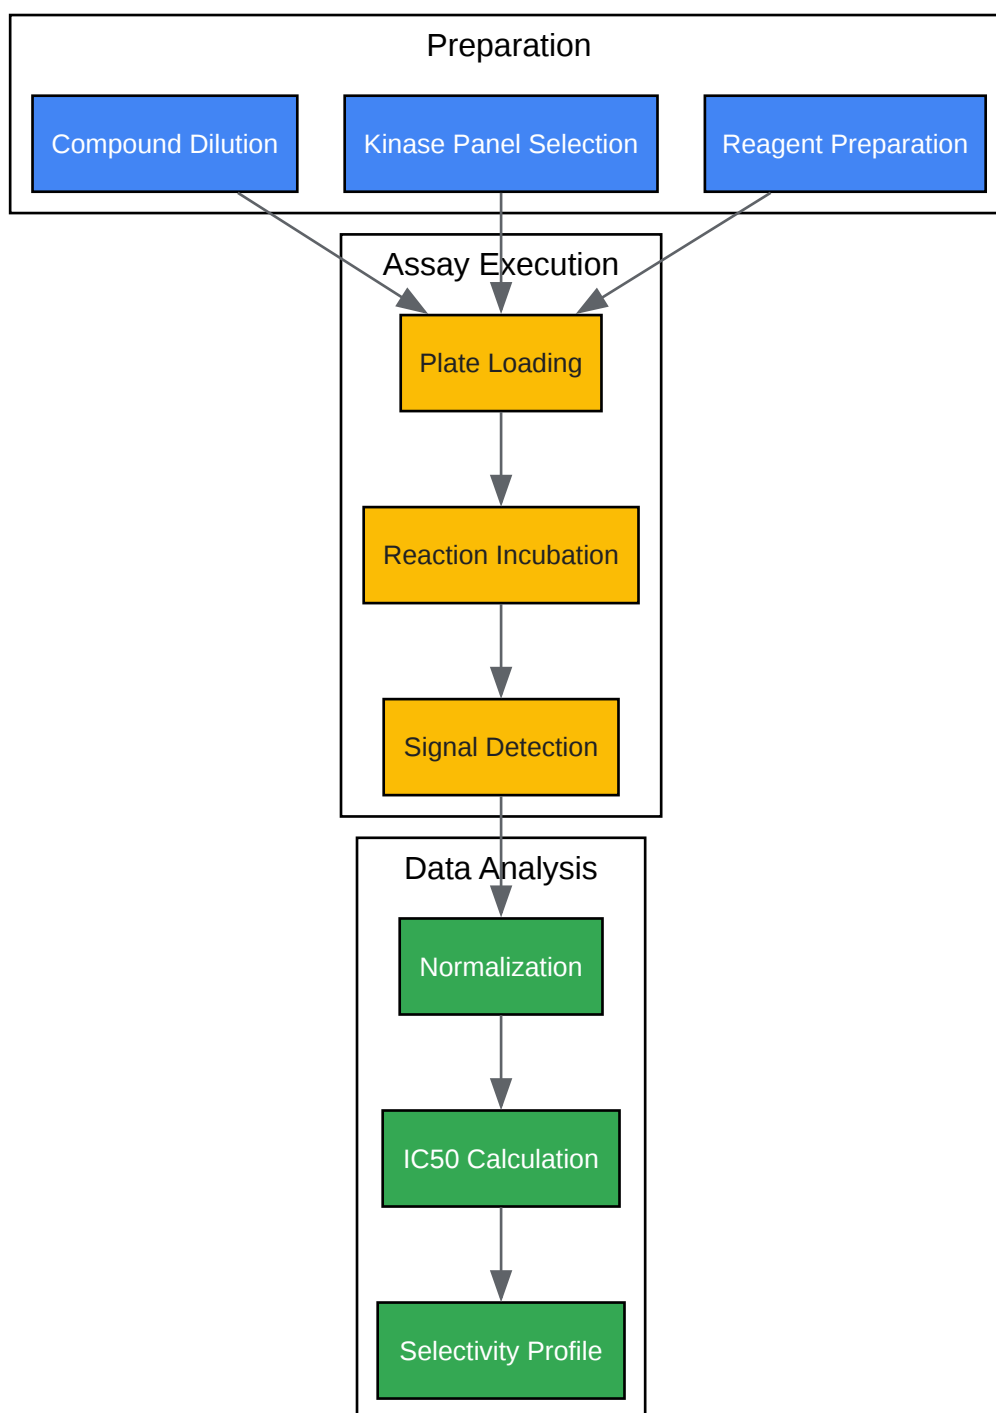 Preparation
Compound Dilution
Kinase Panel Selection
Reagent Preparation
Assay Execution
Plate Loading
Reaction Incubation
Signal Detection
Data Analysis
Normalization
IC50 Calculation
Selectivity Profile